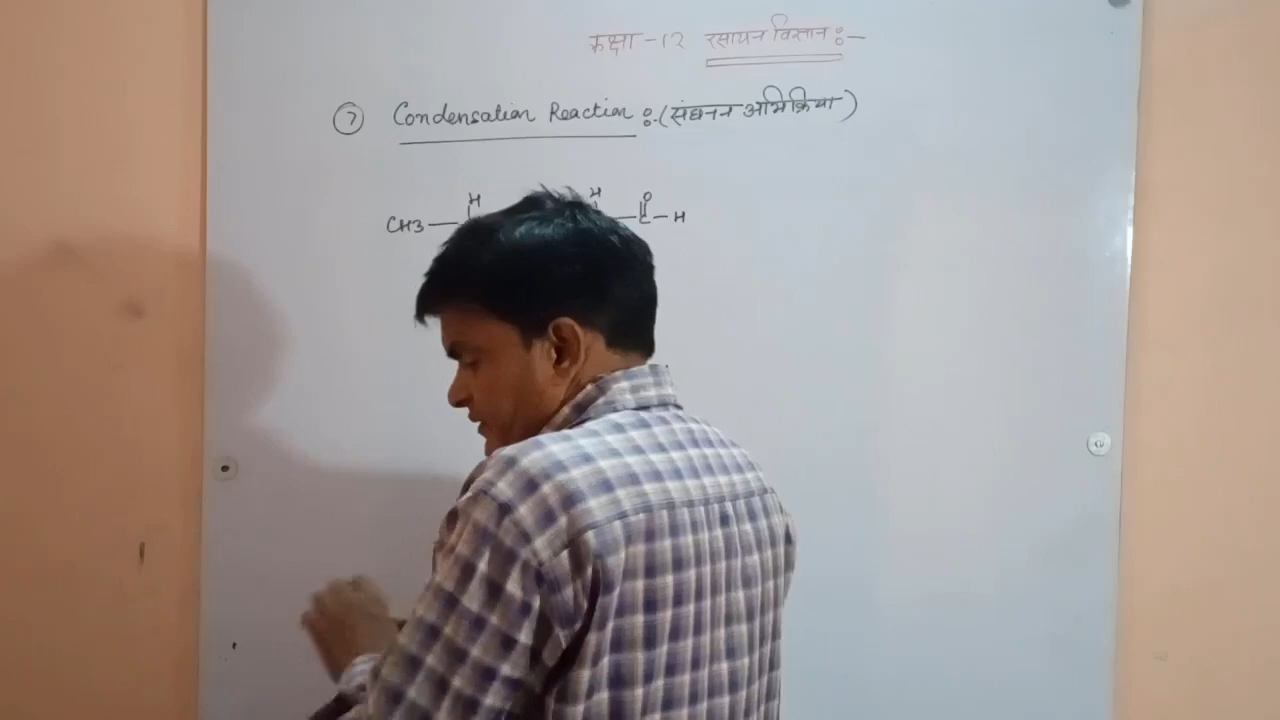 कक्षा -12 रसायन विज्ञान :-
7 Condensation Reaction :- (संघनन अभिक्रिया)
H H O
CH3 — — C — H